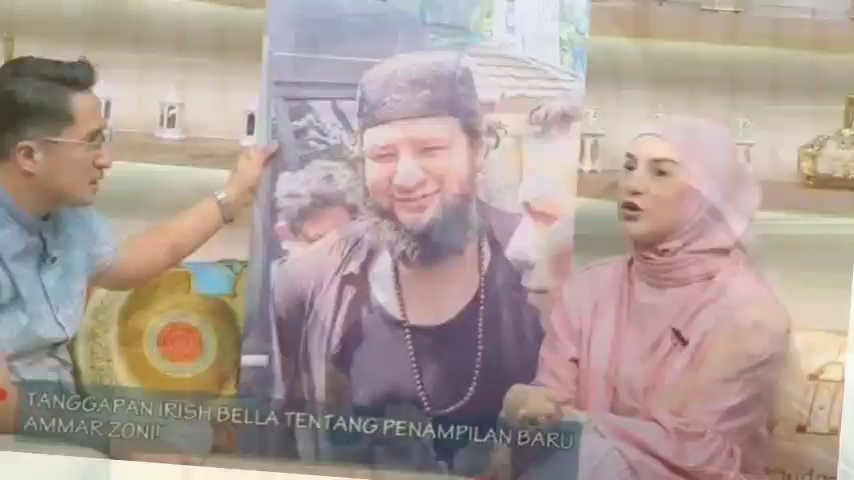 TANGGAPAN IRISH BELLA TENTANG PENAMPILAN BARU
AMMAR ZONI!